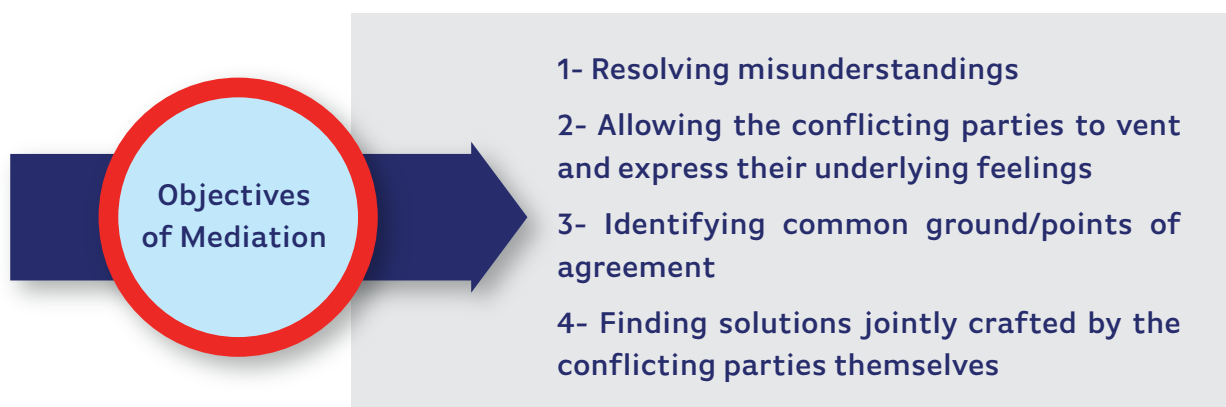 Objectives
of Mediation
1- Resolving misunderstandings
2- Allowing the conflicting parties to vent
and express their underlying feelings
3- Identifying common ground/points of
agreement
4- Finding solutions jointly crafted by the
conflicting parties themselves